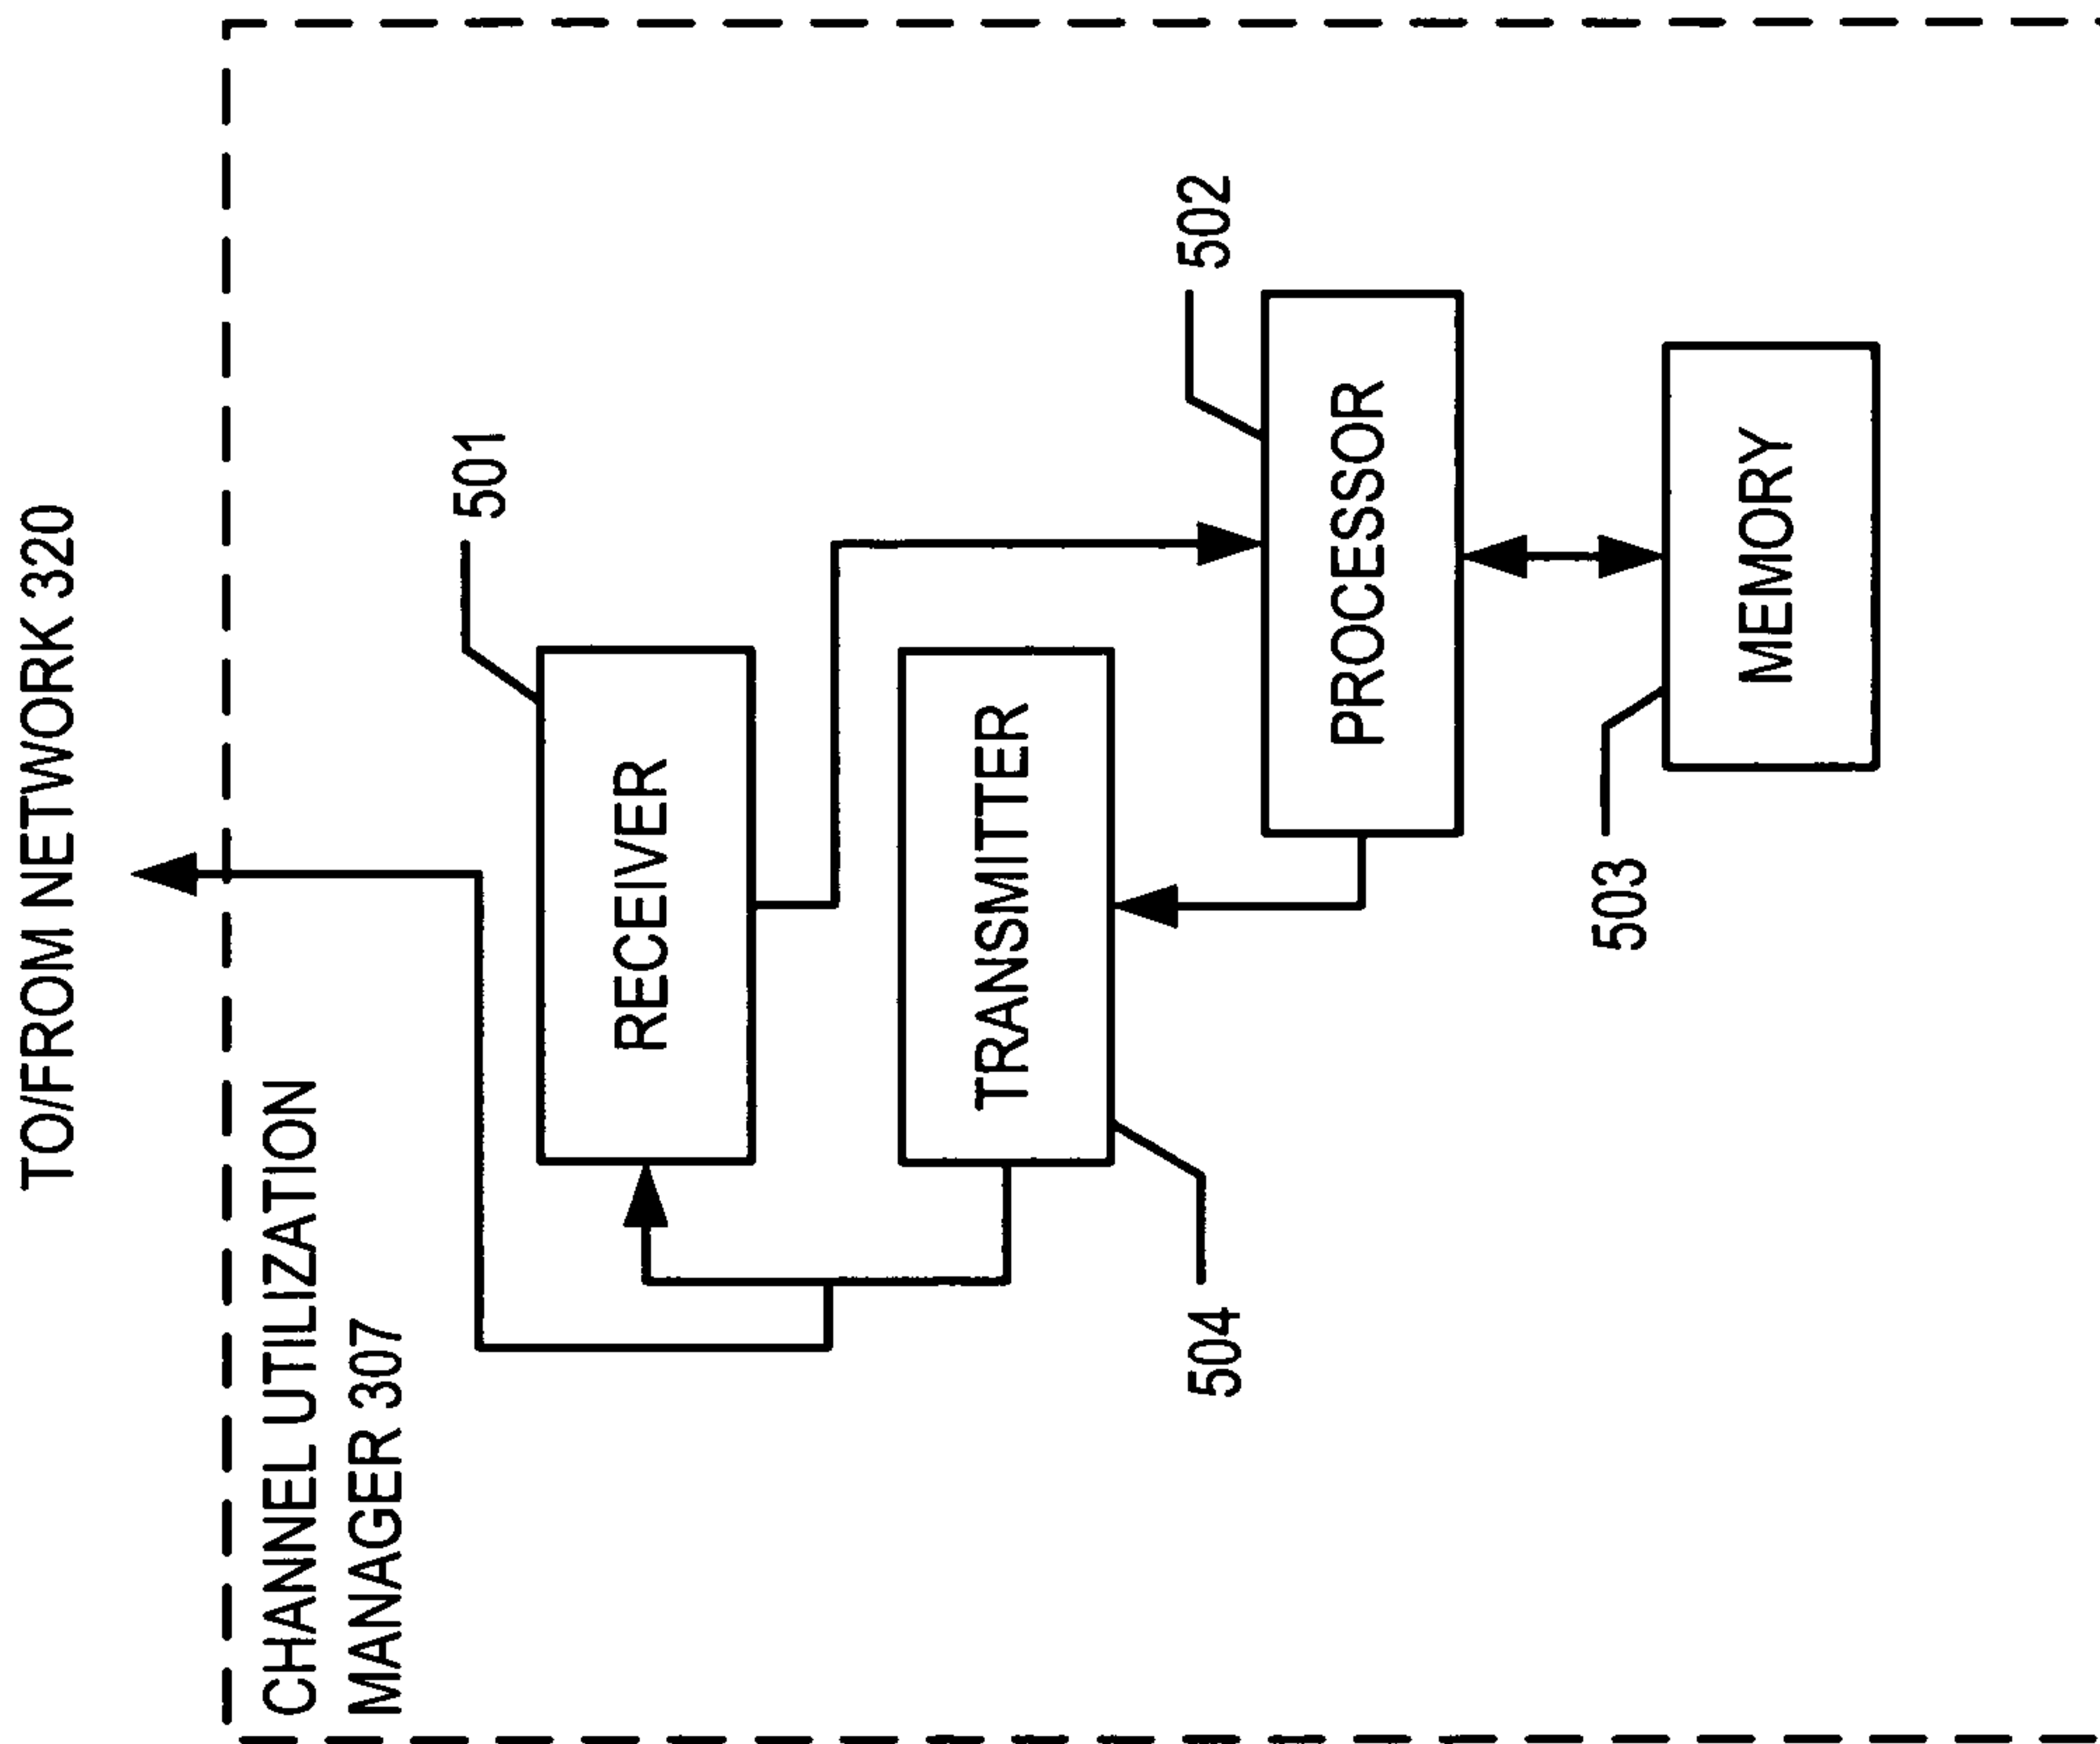 TO/FROM NETWORK 320
CHANNEL UTILIZATION
MANAGER 307
501
RECEIVER
TRANSMITTER
504
502
PROCESSOR
503
MEMORY